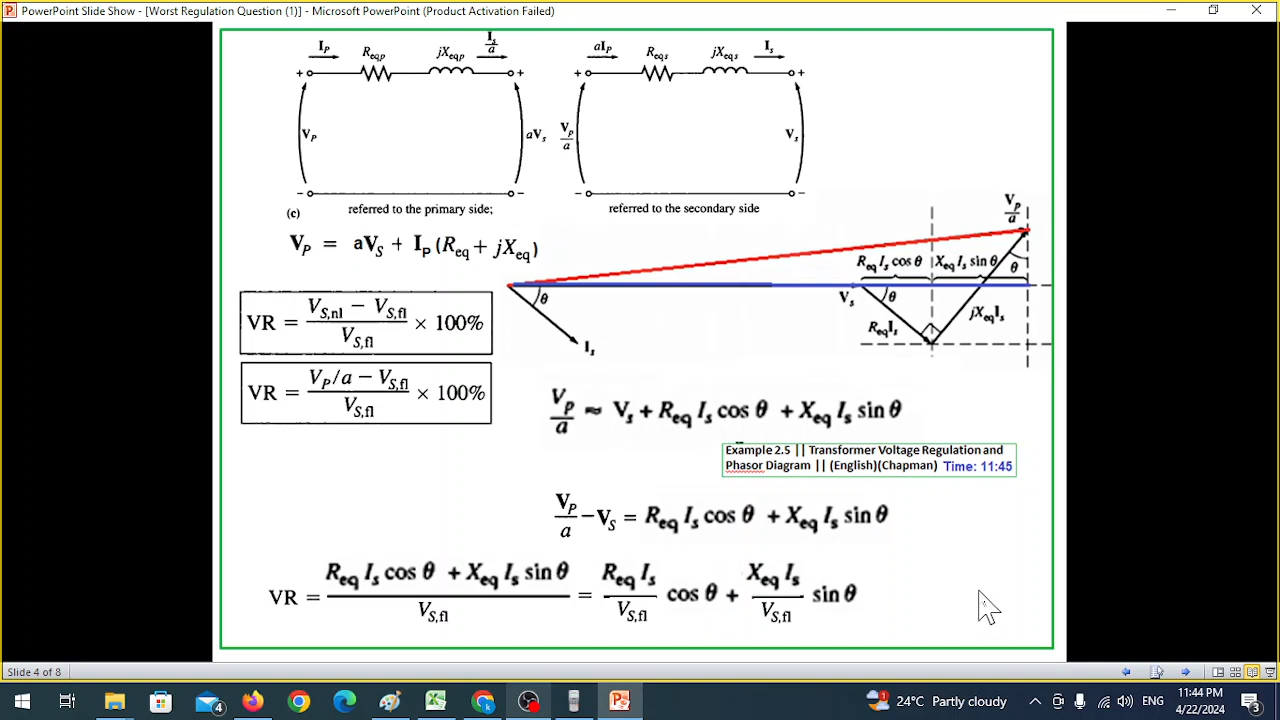 PowerPoint Slide Show - [Worst Regulation Question (1)] - Microsoft PowerPoint (Product Activation Failed)
I_P R_eqp jX_eqp I_s/a
aI_P R_eqs jX_eqs I_s
+ + + +
V_P aV_s V_P/a V_s
- - - -
(c) referred to the primary side; referred to the secondary side
V_P = aV_S + I_P (R_eq + jX_eq)
V_P/a
R_eq I_s cos θ X_eq I_s sin θ θ
θ V_s θ
R_eq I_s jX_eq I_s
I_s
VR = (V_S,nl − V_S,fl) / V_S,fl × 100%
VR = (V_P/a − V_S,fl) / V_S,fl × 100%
V_P/a ≈ V_s + R_eq I_s cos θ + X_eq I_s sin θ
Example 2.5 || Transformer Voltage Regulation and
Phasor Diagram || (English)(Chapman) Time: 11:45
V_P/a − V_S = R_eq I_s cos θ + X_eq I_s sin θ
VR = (R_eq I_s cos θ + X_eq I_s sin θ) / V_S,fl = (R_eq I_s / V_S,fl) cos θ + (X_eq I_s / V_S,fl) sin θ
Slide 4 of 8
4
1 24°C Partly cloudy ENG 11:44 PM
4/22/2024